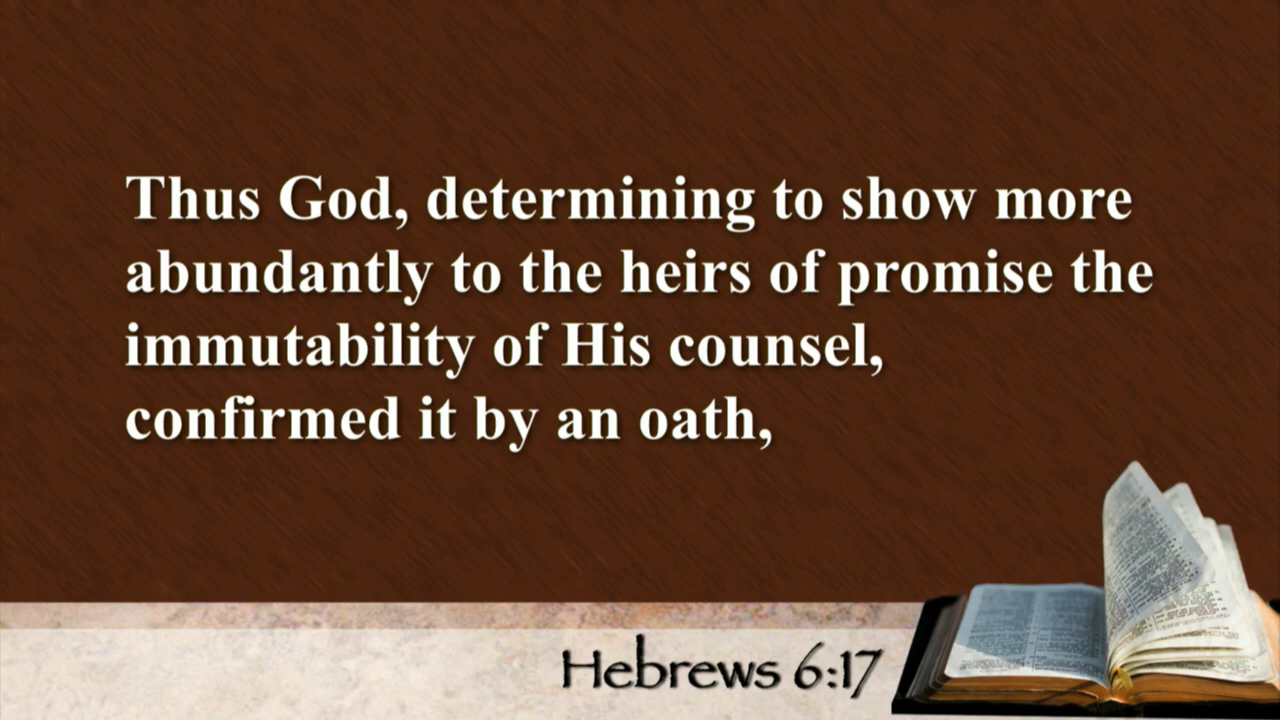 Thus God, determining to show more
abundantly to the heirs of promise the
immutability of His counsel,
confirmed it by an oath,
Hebrews 6:17